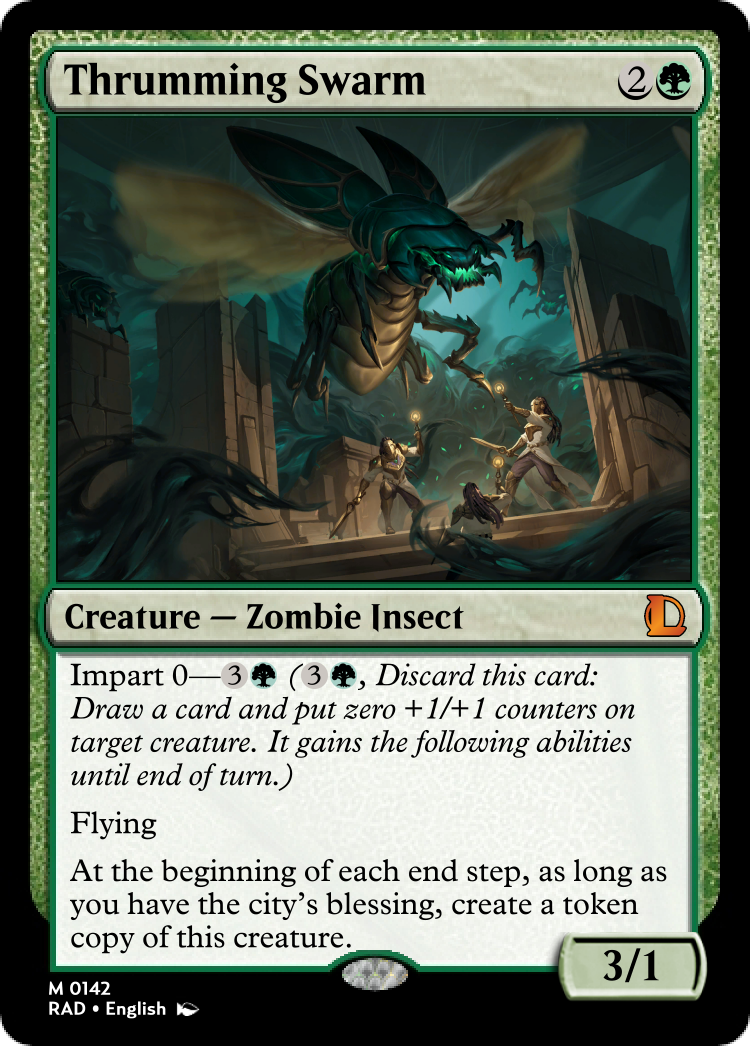 Thrumming Swarm 2
Creature — Zombie Insect
Impart 0—3 (3, Discard this card:
Draw a card and put zero +1/+1 counters on
target creature. It gains the following abilities
until end of turn.)
Flying
At the beginning of each end step, as long as
you have the city's blessing, create a token
copy of this creature.
3/1
M 0142
RAD • English